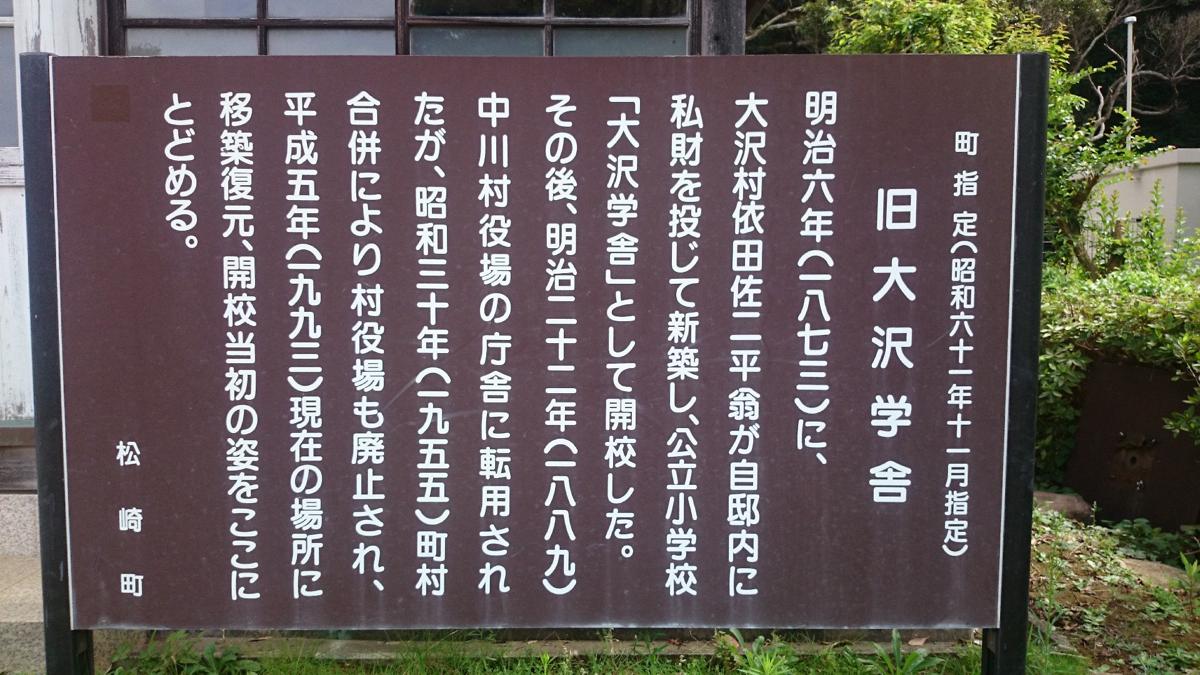 町指定(昭和六十一年十一月指定)
旧大沢学舎
明治六年(一八七三)に、
大沢村依田佐二平翁が自邸内に
私財を投じて新築し、公立小学校
「大沢学舎」として開校した。
その後、明治二十二年(一八八九)
中川村役場の庁舎に転用され
たが、昭和三十年(一九五五)町村
合併により村役場も廃止され、
平成五年(一九九三)現在の場所に
移築復元、開校当初の姿をここに
とどめる。
松崎町